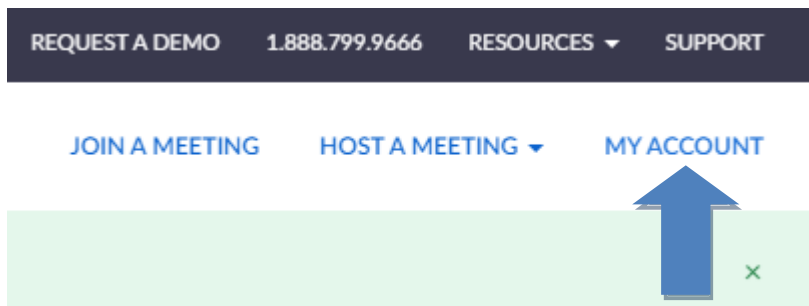 REQUEST A DEMO 1.888.799.9666 RESOURCES SUPPORT
JOIN A MEETING HOST A MEETING MY ACCOUNT
×